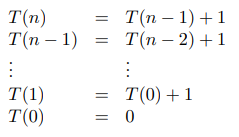 T(n) = T(n − 1) + 1
T(n − 1) = T(n − 2) + 1
⋮ ⋮
T(1) = T(0) + 1
T(0) = 0